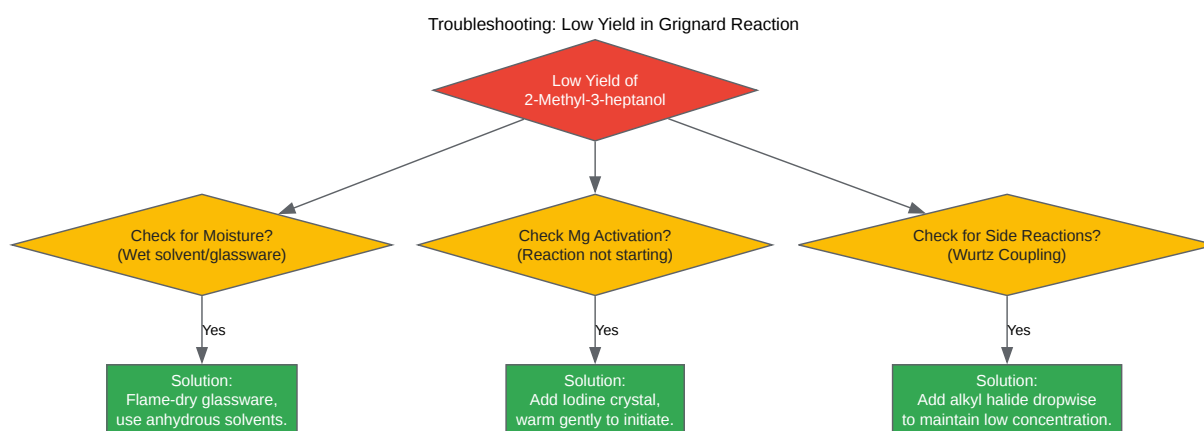 Troubleshooting: Low Yield in Grignard Reaction
Low Yield of
2-Methyl-3-heptanol
Check for Moisture?
(Wet solvent/glassware)
Check Mg Activation?
(Reaction not starting)
Check for Side Reactions?
(Wurtz Coupling)
Yes
Yes
Yes
Solution:
Flame-dry glassware,
use anhydrous solvents.
Solution:
Add Iodine crystal,
warm gently to initiate.
Solution:
Add alkyl halide dropwise
to maintain low concentration.